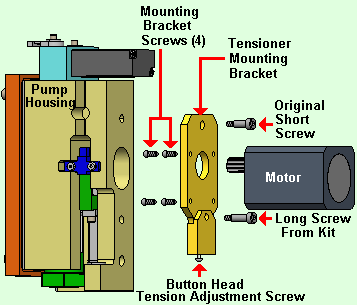 Mounting
Bracket
Screws (4)
Tensioner
Mounting
Bracket
Pump
Housing
Original
Short
Screw
Motor
Long Screw
From Kit
Button Head
Tension Adjustment Screw